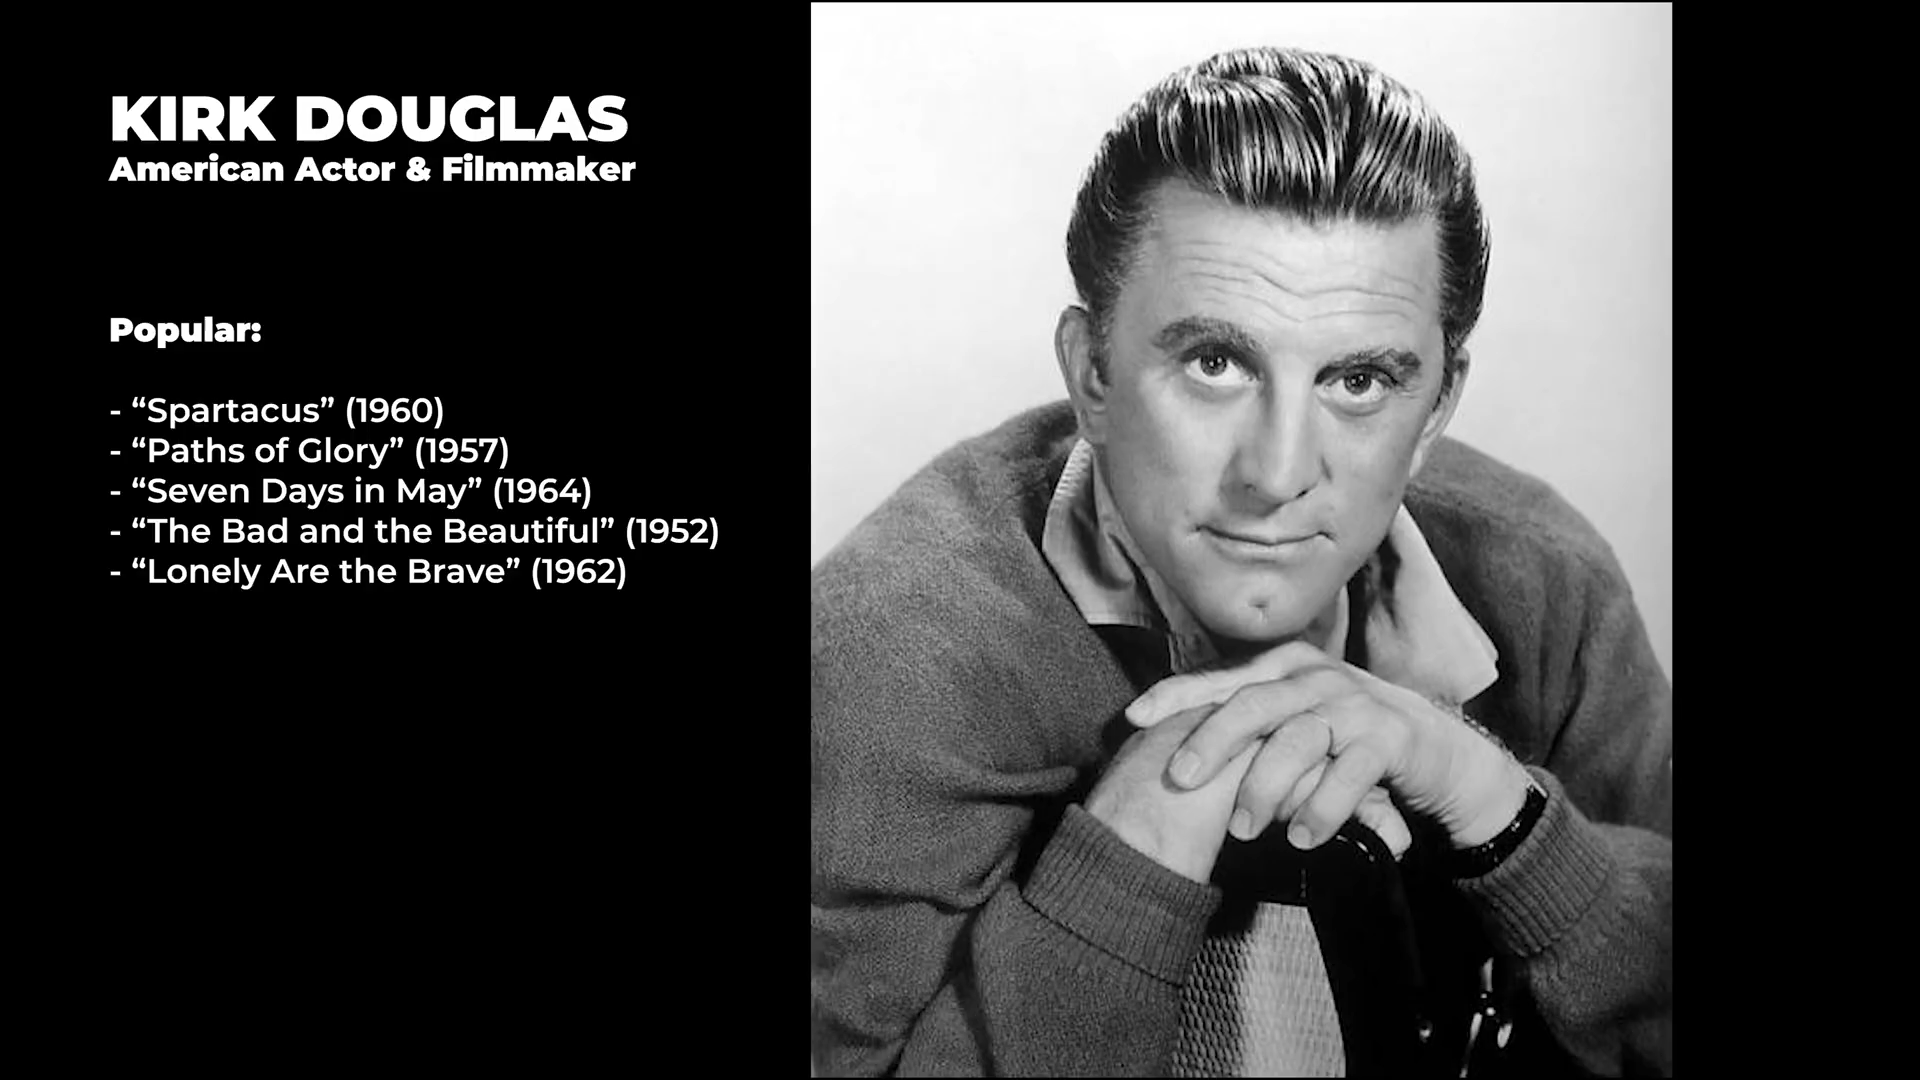 KIRK DOUGLAS
American Actor & Filmmaker
Popular:
- “Spartacus” (1960)
- “Paths of Glory” (1957)
- “Seven Days in May” (1964)
- “The Bad and the Beautiful” (1952)
- “Lonely Are the Brave” (1962)